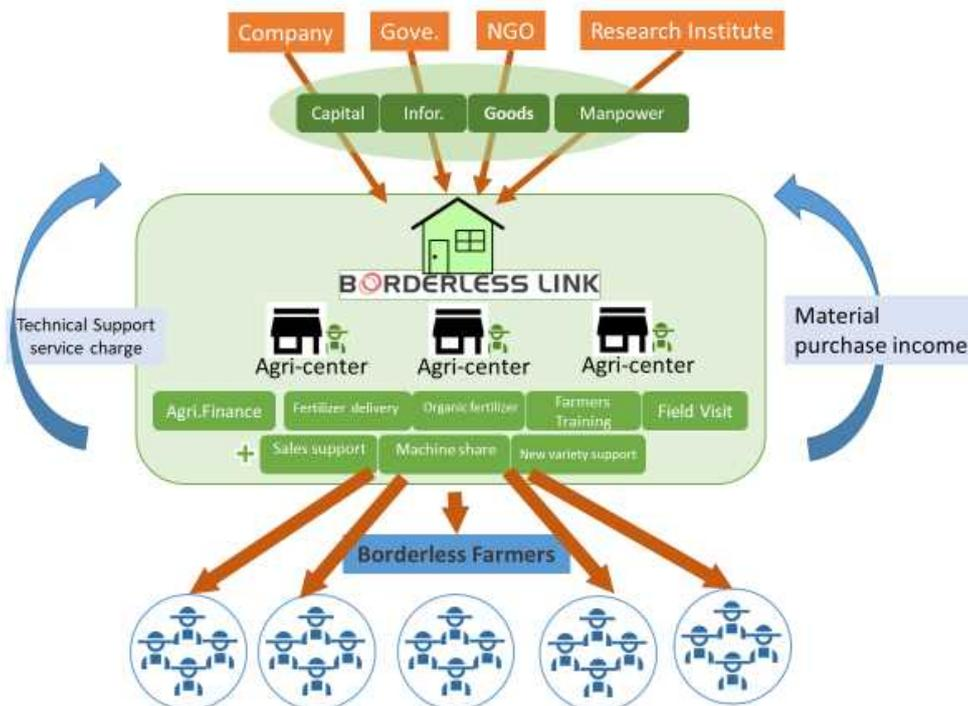 Company
Gove.
NGO
Research Institute
Capital
Infor.
Goods
Manpower
BORDERLESS LINK
Technical Support
service charge
Material
purchase income
Agri-center
Agri-center
Agri-center
Agri.Finance
Fertilizer delivery
Organic fertilizer
Farmers
Training
Field Visit
+
Sales support
Machine share
New variety support
Borderless Farmers